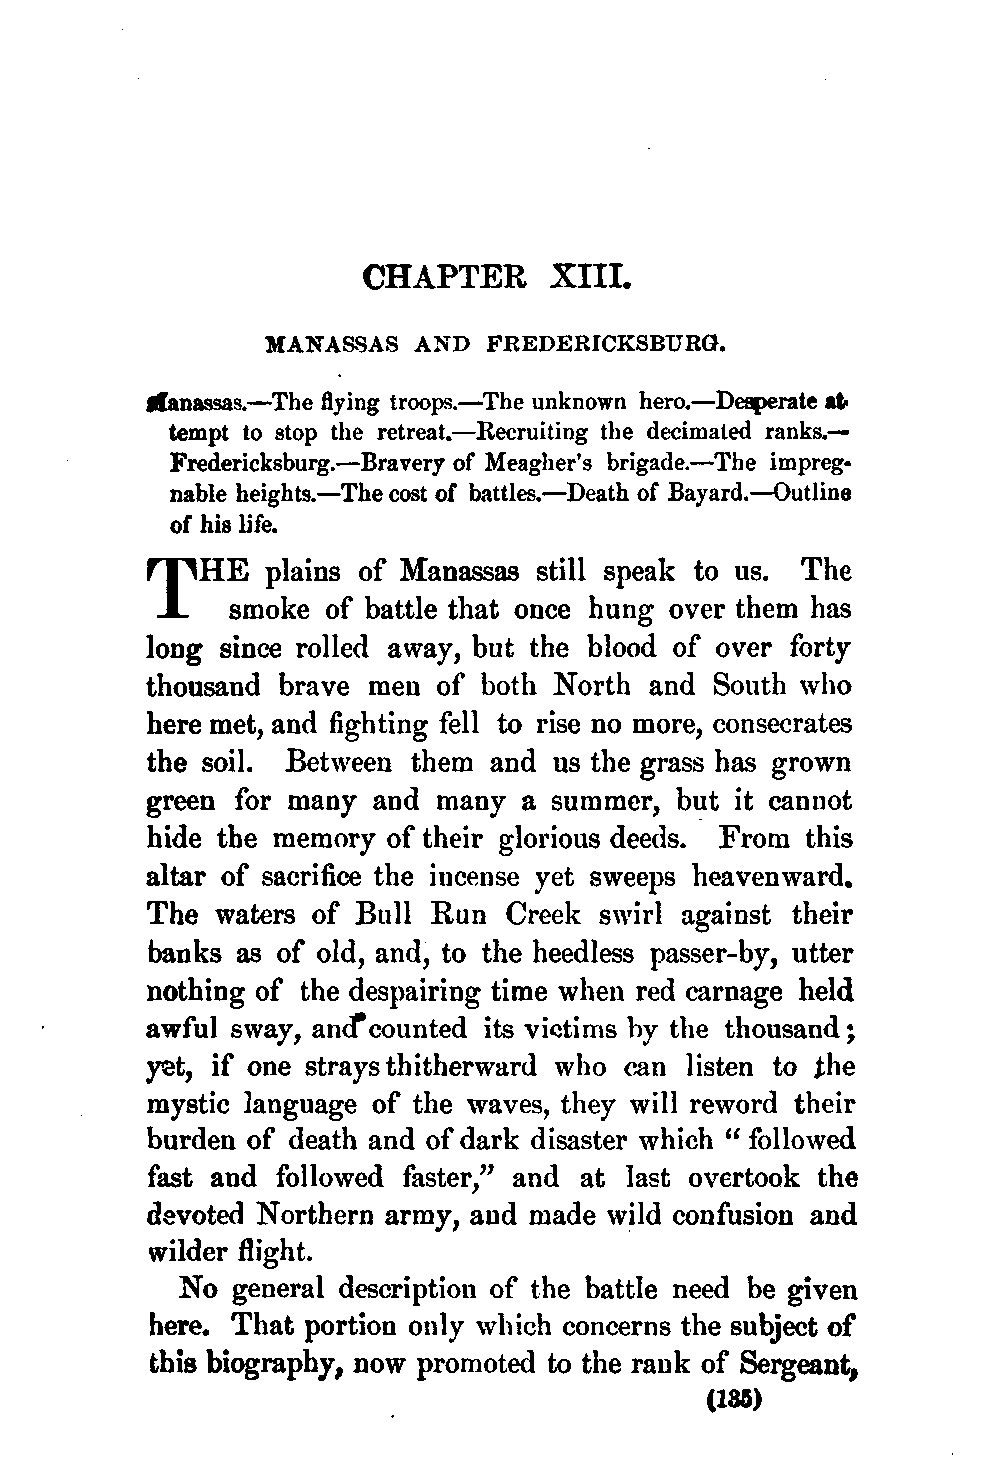 CHAPTER XIII.
MANASSAS AND FREDERICKSBURG.
Manassas.—The flying troops.—The unknown hero.—Desperate at-
tempt to stop the retreat.—Recruiting the decimated ranks.—
Fredericksburg.—Bravery of Meagher's brigade.—The impreg-
nable heights.—The cost of battles.—Death of Bayard.—Outline
of his life.
THE plains of Manassas still speak to us. The
smoke of battle that once hung over them has
long since rolled away, but the blood of over forty
thousand brave men of both North and South who
here met, and fighting fell to rise no more, consecrates
the soil. Between them and us the grass has grown
green for many and many a summer, but it cannot
hide the memory of their glorious deeds. From this
altar of sacrifice the incense yet sweeps heavenward.
The waters of Bull Run Creek swirl against their
banks as of old, and, to the heedless passer-by, utter
nothing of the despairing time when red carnage held
awful sway, and counted its victims by the thousand;
yet, if one strays thitherward who can listen to the
mystic language of the waves, they will reword their
burden of death and of dark disaster which “ followed
fast and followed faster,” and at last overtook the
devoted Northern army, and made wild confusion and
wilder flight.
No general description of the battle need be given
here. That portion only which concerns the subject of
this biography, now promoted to the rank of Sergeant,
(135)